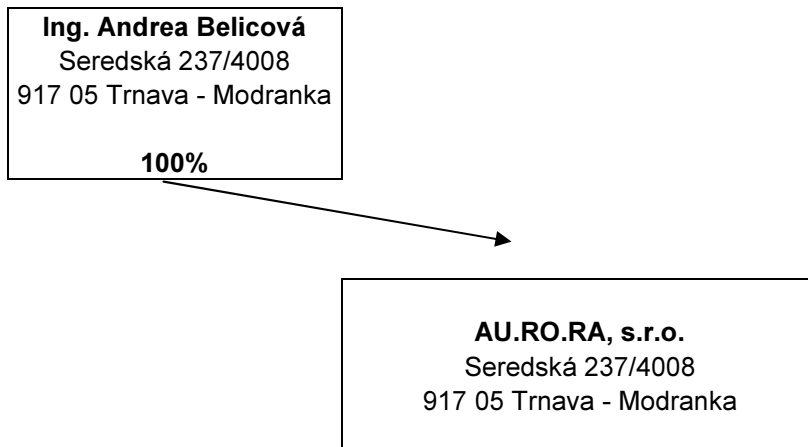 Ing. Andrea Belicová
Seredská 237/4008
917 05 Trnava - Modranka
100%
AU.RO.RA, s.r.o.
Seredská 237/4008
917 05 Trnava - Modranka